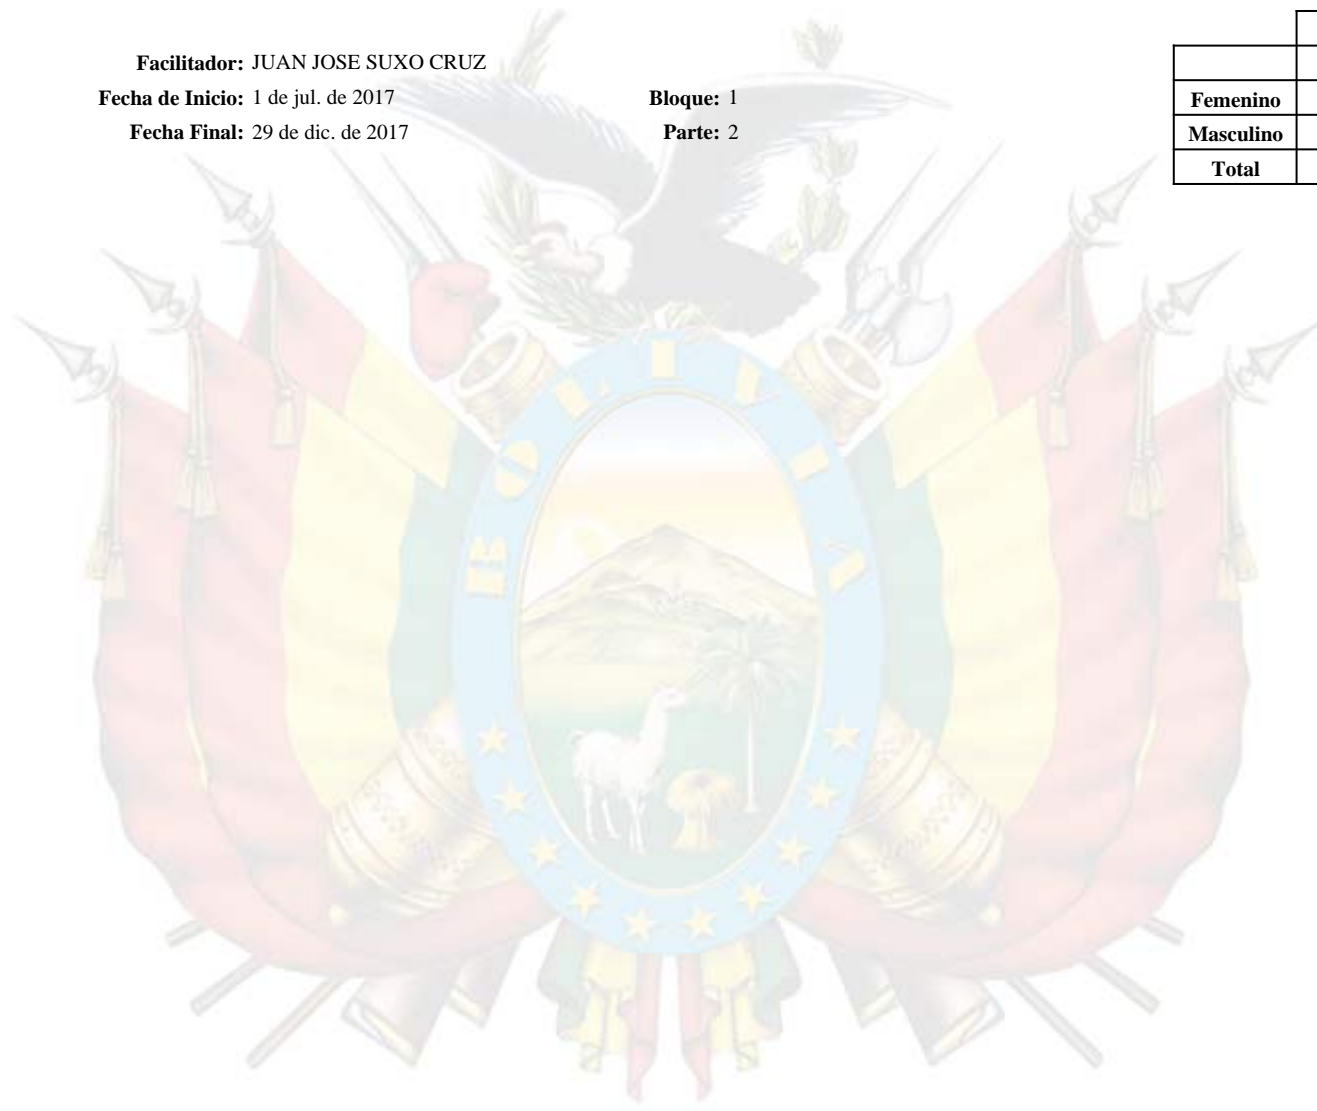 Facilitador: JUAN JOSE SUXO CRUZ
Fecha de Inicio: 1 de jul. de 2017 Bloque: 1
Fecha Final: 29 de dic. de 2017 Parte: 2
Femenino
Masculino
Total
BOLIVIA